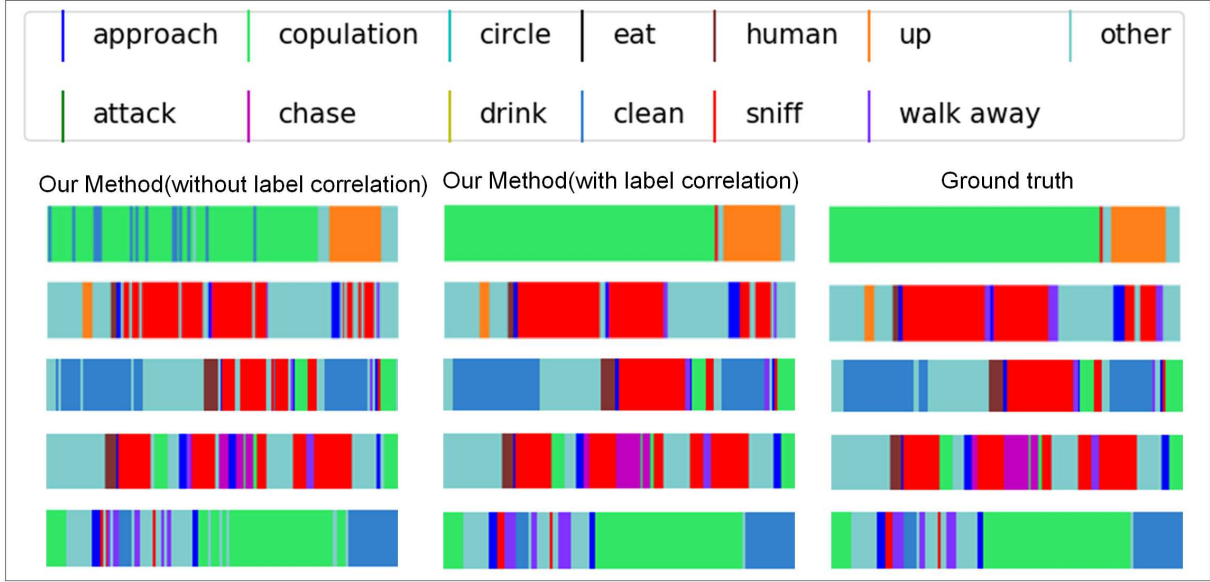 approach copulation circle eat human up other
attack chase drink clean sniff walk away
Our Method(without label correlation) Our Method(with label correlation) Ground truth